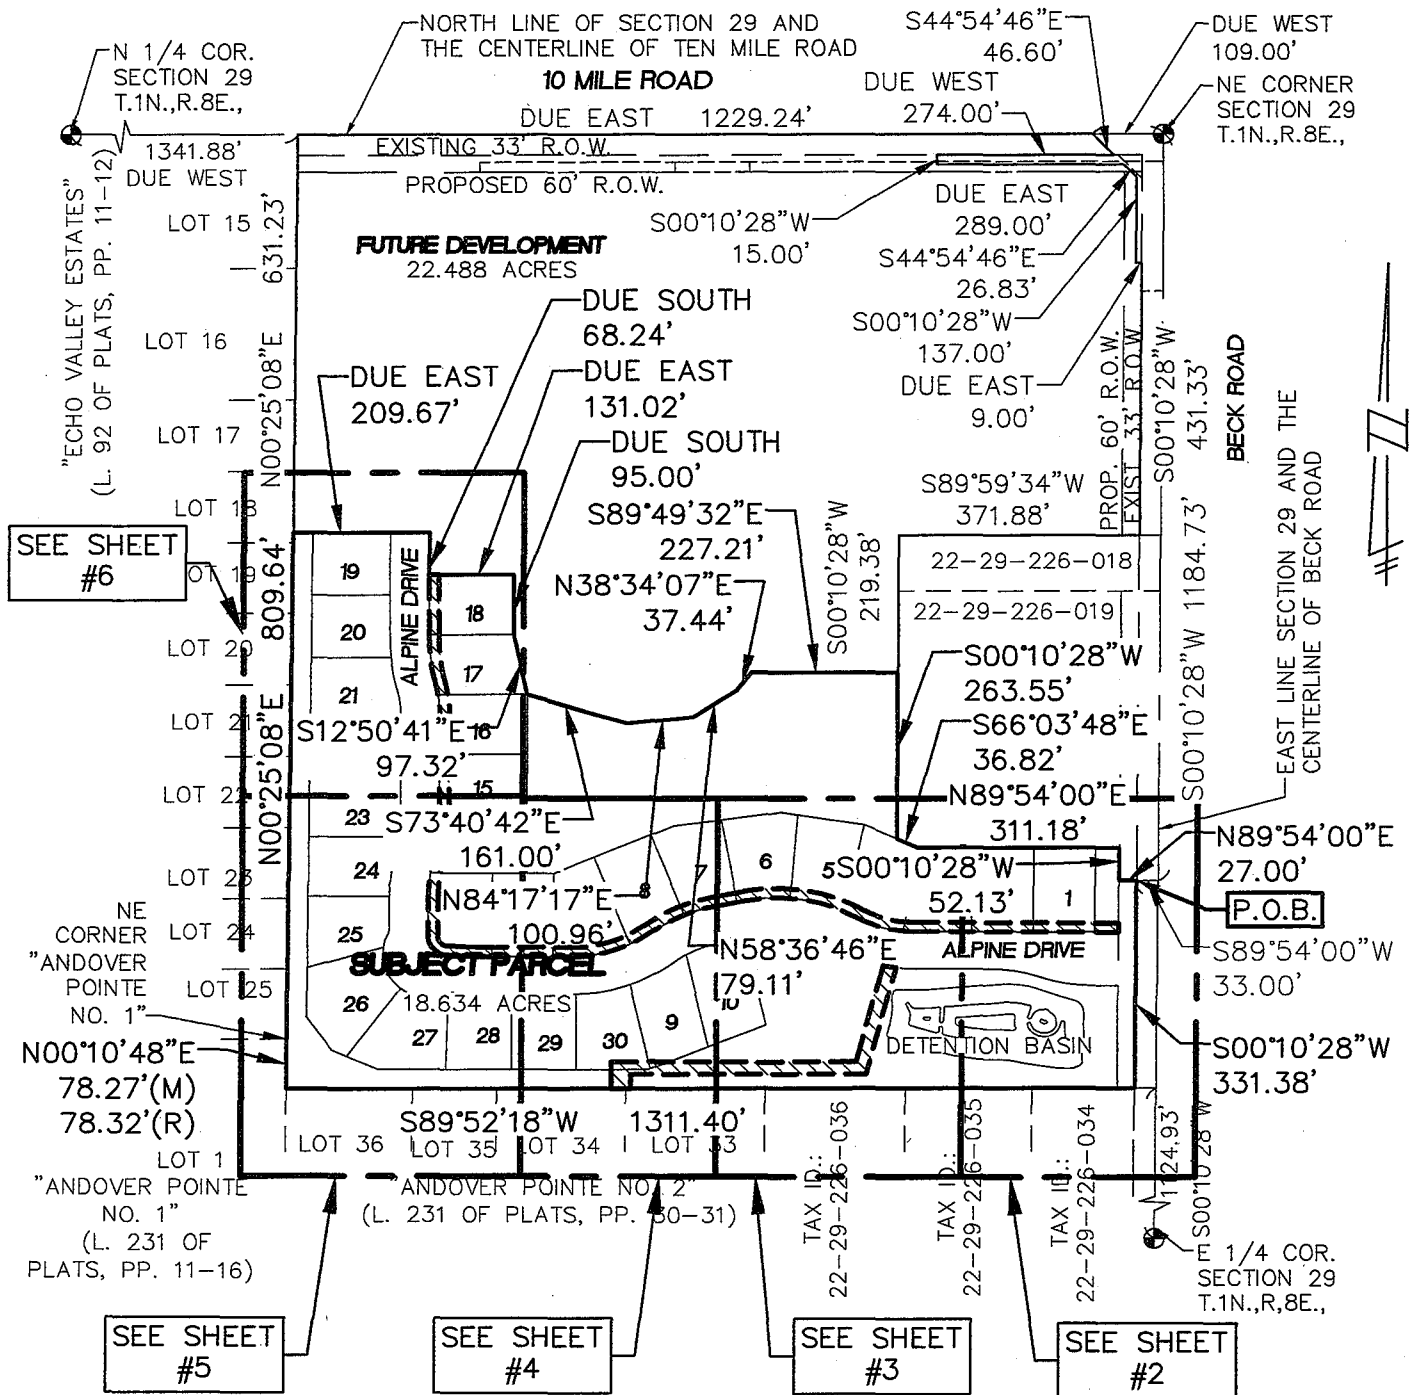 NORTH LINE OF SECTION 29 AND
THE CENTERLINE OF TEN MILE ROAD
10 MILE ROAD
N 1/4 COR.
SECTION 29
T.1N.,R.8E.,
S44°54'46"E
46.60'
DUE WEST
109.00'
NE CORNER
SECTION 29
T.1N.,R.8E.,
DUE WEST
274.00'
DUE EAST 1229.24'
1341.88'
DUE WEST
EXISTING 33' R.O.W.
PROPOSED 60' R.O.W.
"ECHO VALLEY ESTATES"
(L. 92 OF PLATS, PP. 11-12)
LOT 15
LOT 16
LOT 17
LOT 18
LOT 19
LOT 20
LOT 21
LOT 22
LOT 23
LOT 24
LOT 25
N00°25'08"E 631.23'
FUTURE DEVELOPMENT
22.488 ACRES
S00°10'28"W
15.00'
DUE EAST
289.00'
S44°54'46"E
26.83'
S00°10'28"W
137.00'
DUE EAST
9.00'
PROP. 60' R.O.W.
EXIST 33' R.O.W
S00°10'28"W
431.33'
BECK ROAD
S00°10'28"W 1184.73'
S00°10'28"W
EAST LINE SECTION 29 AND THE
CENTERLINE OF BECK ROAD
DUE SOUTH
68.24'
DUE EAST
209.67'
DUE EAST
131.02'
DUE SOUTH
95.00'
S89°49'32"E
227.21'
N38°34'07"E
37.44'
S00°10'28"W
219.38'
S89°59'34"W
371.88'
22-29-226-018
22-29-226-019
SEE SHEET
#6
N00°25'08"E 809.64'
ALPINE DRIVE
19
20
21
18
17
16
15
S12°50'41"E
97.32'
S00°10'28"W
263.55'
S66°03'48"E
36.82'
N89°54'00"E
311.18'
S00°10'28"W
52.13'
N89°54'00"E
27.00'
P.O.B.
S89°54'00"W
33.00'
S73°40'42"E
161.00'
N84°17'17"E
100.96'
N58°36'46"E
79.11'
23
24
25
26
27
28
29
30
9
10
8
7
6
5
1
ALPINE DRIVE
SUBJECT PARCEL
18.634 ACRES
DETENTION BASIN
NE
CORNER
"ANDOVER
POINTE
NO. 1"
N00°10'48"E
78.27'(M)
78.32'(R)
S00°10'28"W
331.38'
S89°52'18"W 1311.40'
LOT 36
LOT 35
LOT 34
LOT 33
LOT 1
"ANDOVER POINTE
NO. 1"
(L. 231 OF
PLATS, PP. 11-16)
"ANDOVER POINTE NO. 2"
(L. 231 OF PLATS, PP. 30-31)
TAX ID.:
22-29-226-036
TAX ID.:
22-29-226-035
TAX ID.:
22-29-226-034
1124.93'
S00°10'28"W
E 1/4 COR.
SECTION 29
T.1N.,R,8E.,
SEE SHEET
#5
SEE SHEET
#4
SEE SHEET
#3
SEE SHEET
#2